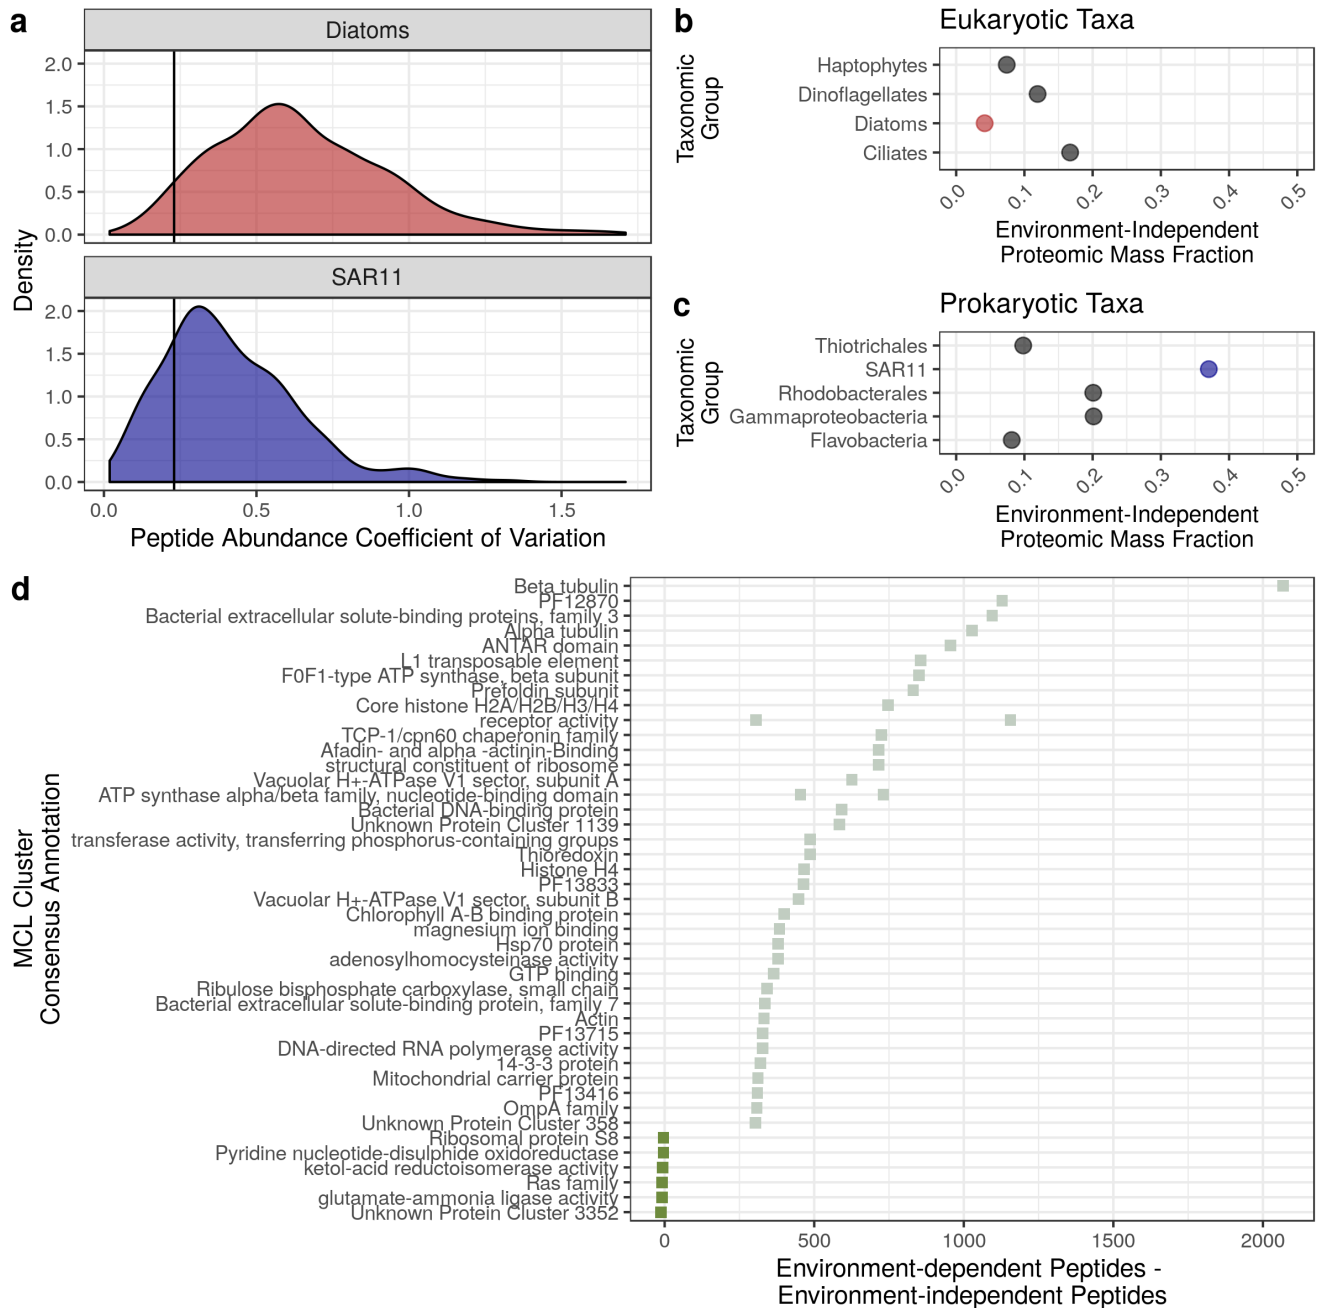 a
Diatoms
2.0
1.5
1.0
0.5
0.0
SAR11
2.0
1.5
1.0
0.5
0.0
Density
0.0 0.5 1.0 1.5
Peptide Abundance Coefficient of Variation
b
Eukaryotic Taxa
Taxonomic
Group
Haptophytes
Dinoflagellates
Diatoms
Ciliates
0.0 0.1 0.2 0.3 0.4 0.5
Environment-Independent
Proteomic Mass Fraction
c
Prokaryotic Taxa
Taxonomic
Group
Thiotrichales
SAR11
Rhodobacterales
Gammaproteobacteria
Flavobacteria
0.0 0.1 0.2 0.3 0.4 0.5
Environment-Independent
Proteomic Mass Fraction
d
MCL Cluster
Consensus Annotation
Beta tubulin
PF12870
Bacterial extracellular solute-binding proteins, family 3
Alpha tubulin
ANTAR domain
L1 transposable element
F0F1-type ATP synthase, beta subunit
Prefoldin subunit
Core histone H2A/H2B/H3/H4
receptor activity
TCP-1/cpn60 chaperonin family
Afadin- and alpha -actinin-Binding
structural constituent of ribosome
Vacuolar H+-ATPase V1 sector, subunit A
ATP synthase alpha/beta family, nucleotide-binding domain
Bacterial DNA-binding protein
Unknown Protein Cluster 1139
transferase activity, transferring phosphorus-containing groups
Thioredoxin
Histone H4
PF13833
Vacuolar H+-ATPase V1 sector, subunit B
Chlorophyll A-B binding protein
magnesium ion binding
Hsp70 protein
adenosylhomocysteinase activity
GTP binding
Ribulose bisphosphate carboxylase, small chain
Bacterial extracellular solute-binding protein, family 7
Actin
PF13715
DNA-directed RNA polymerase activity
14-3-3 protein
Mitochondrial carrier protein
PF13416
OmpA family
Unknown Protein Cluster 358
Ribosomal protein S8
Pyridine nucleotide-disulphide oxidoreductase
ketol-acid reductoisomerase activity
Ras family
glutamate-ammonia ligase activity
Unknown Protein Cluster 3352
0 500 1000 1500 2000
Environment-dependent Peptides -
Environment-independent Peptides